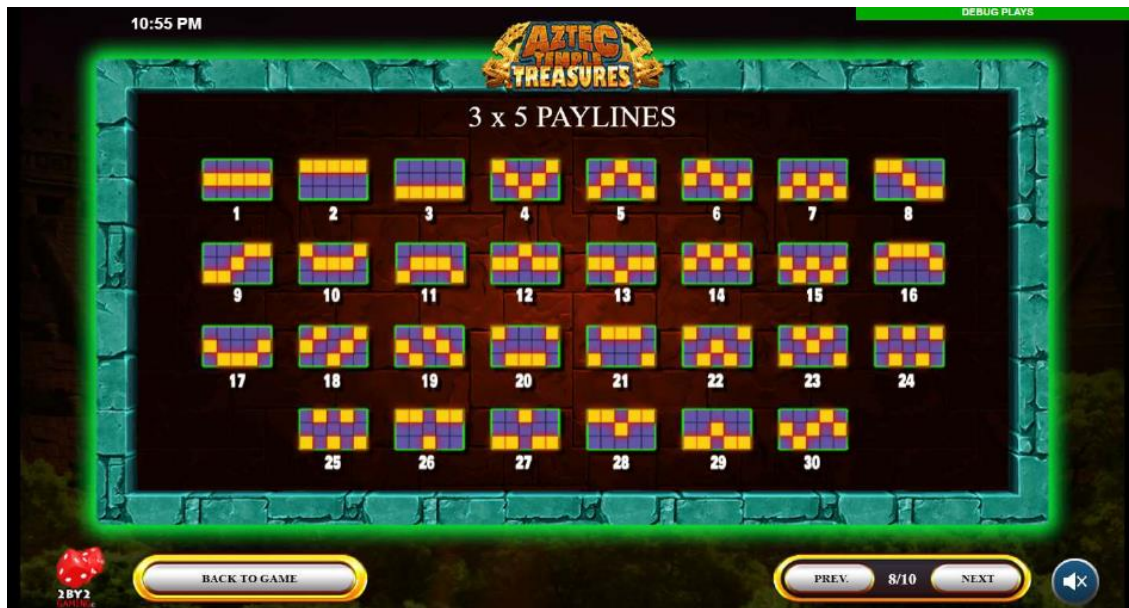 DEBUG PLAYS
10:55 PM
AZTEC
TEMPLE
TREASURES
3 x 5 PAYLINES
1 2 3 4 5 6 7 8
9 10 11 12 13 14 15 16
17 18 19 20 21 22 23 24
25 26 27 28 29 30
BACK TO GAME
PREV. 8/10 NEXT
2BY2
GAMING